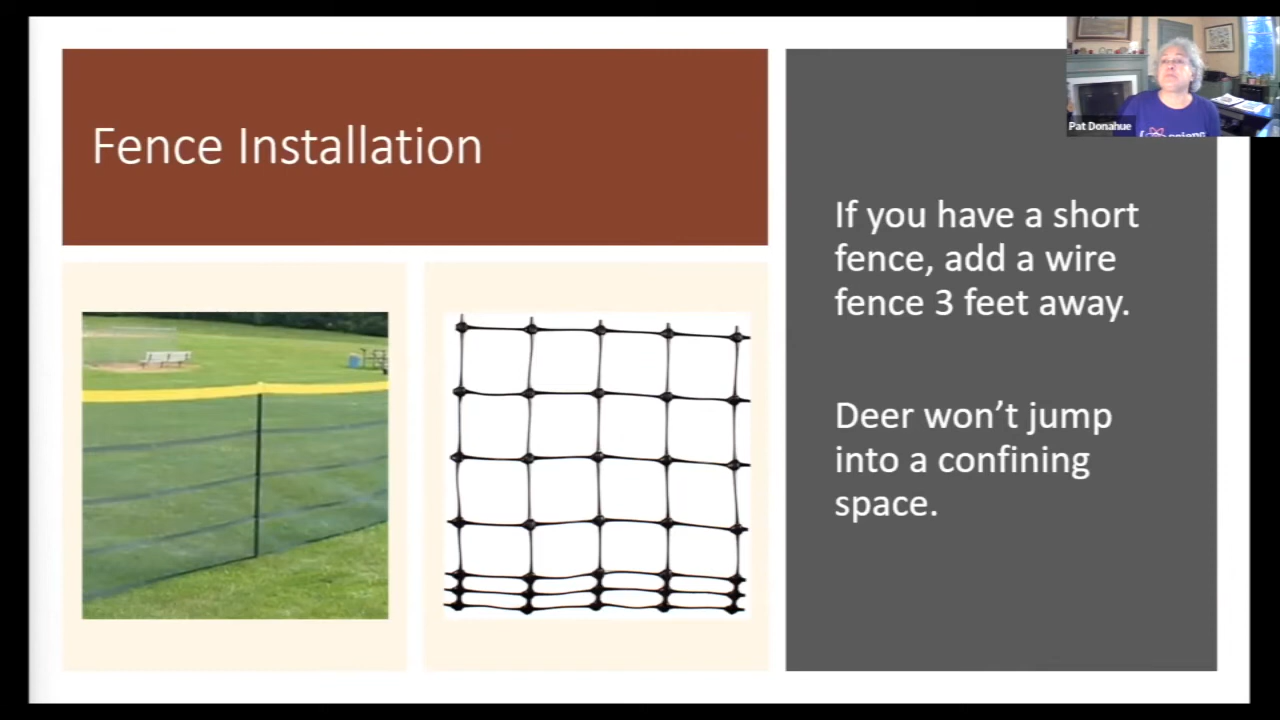 Fence Installation
If you have a short
fence, add a wire
fence 3 feet away.
Deer won’t jump
into a confining
space.
Pat Donahue